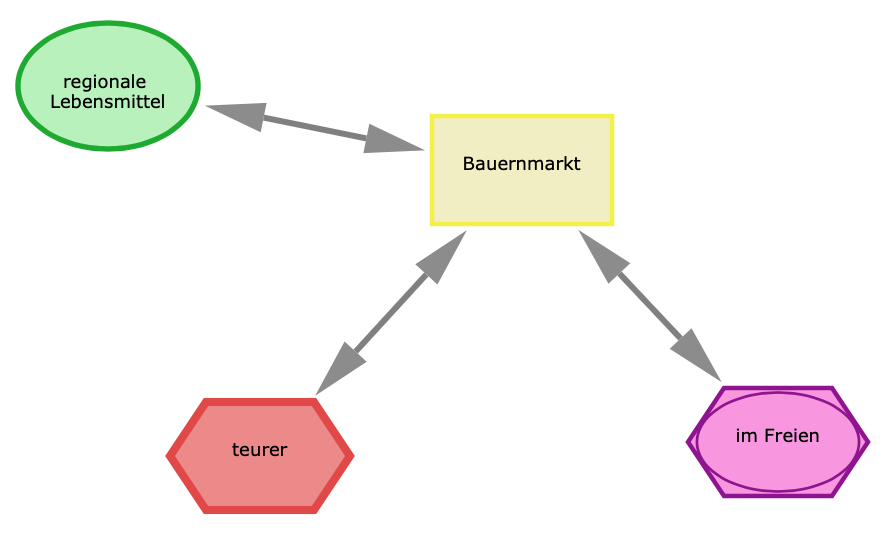 regionale
Lebensmittel
Bauernmarkt
teurer
im Freien